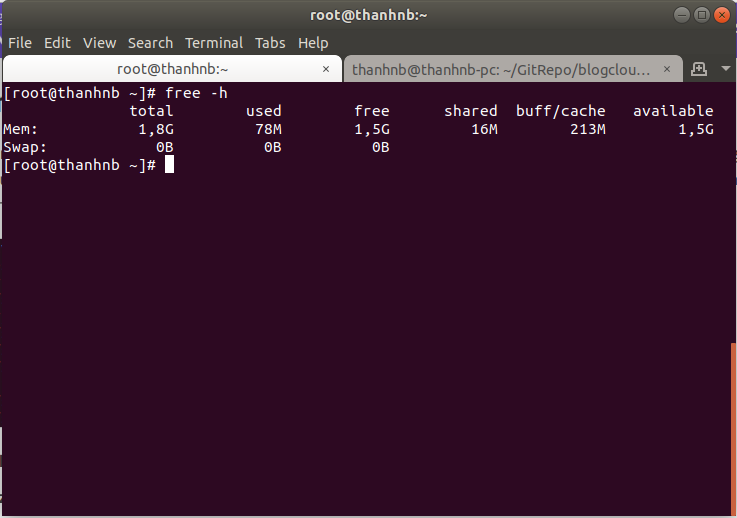 root@thanhnb:~
File Edit View Search Terminal Tabs Help
root@thanhnb:~ × thanhnb@thanhnb-pc: ~/GitRepo/blogclou… ×
[root@thanhnb ~]# free -h
total used free shared buff/cache available
Mem: 1,8G 78M 1,5G 16M 213M 1,5G
Swap: 0B 0B 0B
[root@thanhnb ~]#